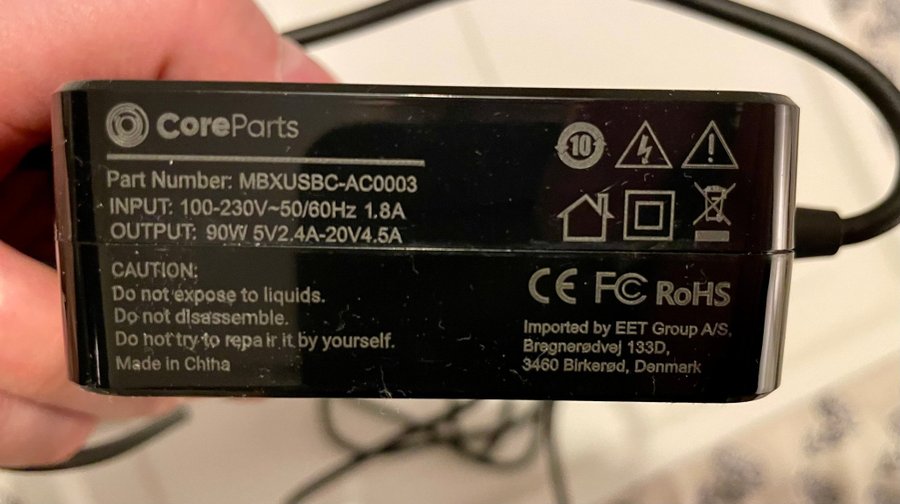 CoreParts
Part Number: MBXUSBC-AC0003
INPUT: 100-230V~50/60Hz 1.8A
OUTPUT: 90W 5V2.4A-20V4.5A
10
CAUTION:
Do not expose to liquids.
Do not disassemble.
Do not try to repair it by yourself.
Made in China
CE FC RoHS
Imported by EET Group A/S,
Bregnerødvej 133D,
3460 Birkerød, Denmark